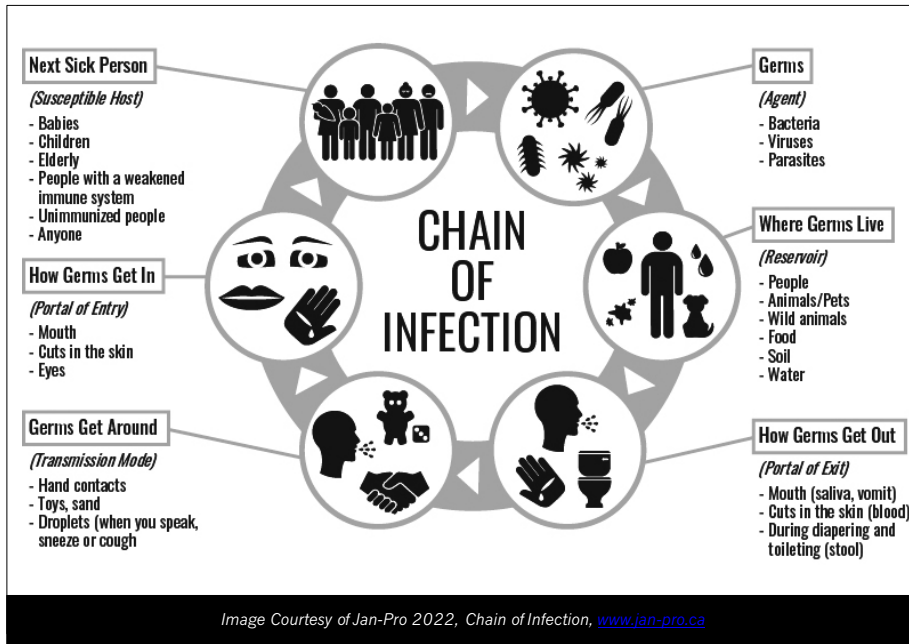 Next Sick Person
(Susceptible Host)
- Babies
- Children
- Elderly
- People with a weakened
immune system
- Unimmunized people
- Anyone
How Germs Get In
(Portal of Entry)
- Mouth
- Cuts in the skin
- Eyes
Germs Get Around
(Transmission Mode)
- Hand contacts
- Toys, sand
- Droplets (when you speak,
sneeze or cough
CHAIN
OF
INFECTION
Germs
(Agent)
- Bacteria
- Viruses
- Parasites
Where Germs Live
(Reservoir)
- People
- Animals/Pets
- Wild animals
- Food
- Soil
- Water
How Germs Get Out
(Portal of Exit)
- Mouth (saliva, vomit)
- Cuts in the skin (blood)
- During diapering and
toileting (stool)
Image Courtesy of Jan-Pro 2022, Chain of Infection, www.jan-pro.ca